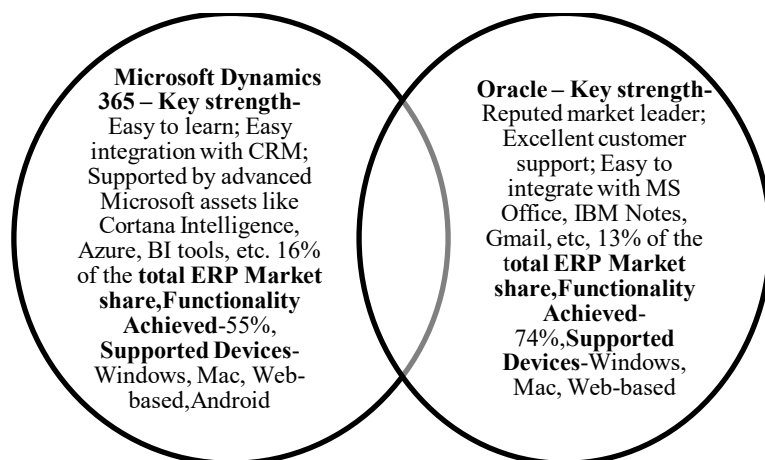 Microsoft Dynamics
365 – Key strength-
Easy to learn; Easy
integration with CRM;
Supported by advanced
Microsoft assets like
Cortana Intelligence,
Azure, BI tools, etc. 16%
of the total ERP Market
share,Functionality
Achieved-55%,
Supported Devices-
Windows, Mac, Web-
based,Android
Oracle – Key strength-
Reputed market leader;
Excellent customer
support; Easy to
integrate with MS
Office, IBM Notes,
Gmail, etc, 13% of the
total ERP Market
share,Functionality
Achieved-
74%,Supported
Devices-Windows,
Mac, Web-based